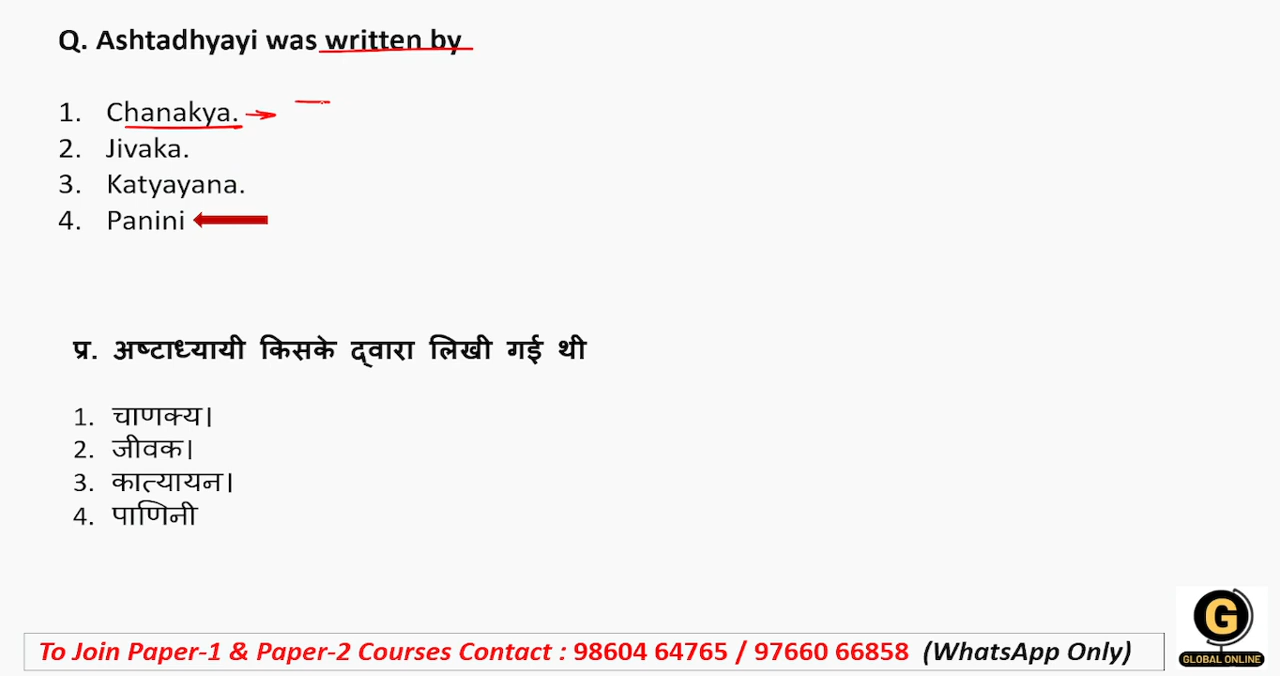 Q. Ashtadhyayi was written by
1. Chanakya.
2. Jivaka.
3. Katyayana.
4. Panini
प्र. अष्टाध्यायी किसके द्वारा लिखी गई थी
1. चाणक्य।
2. जीवक।
3. कात्यायन।
4. पाणिनी
To Join Paper-1 & Paper-2 Courses Contact : 98604 64765 / 97660 66858 (WhatsApp Only)
G
GLOBAL ONLINE